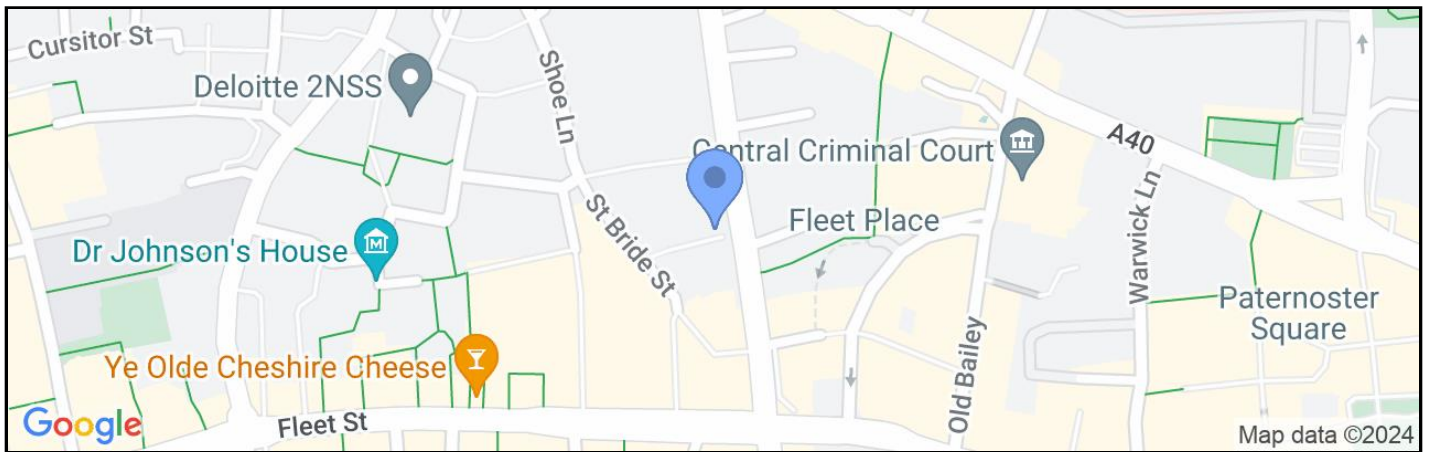 Cursitor St
Deloitte 2NSS
Shoe Ln
A40
Central Criminal Court
Warwick Ln
St Bride St
Fleet Place
Dr Johnson's House
M
Paternoster
Square
Old Bailey
Ye Olde Cheshire Cheese
Google
Fleet St
Map data ©2024